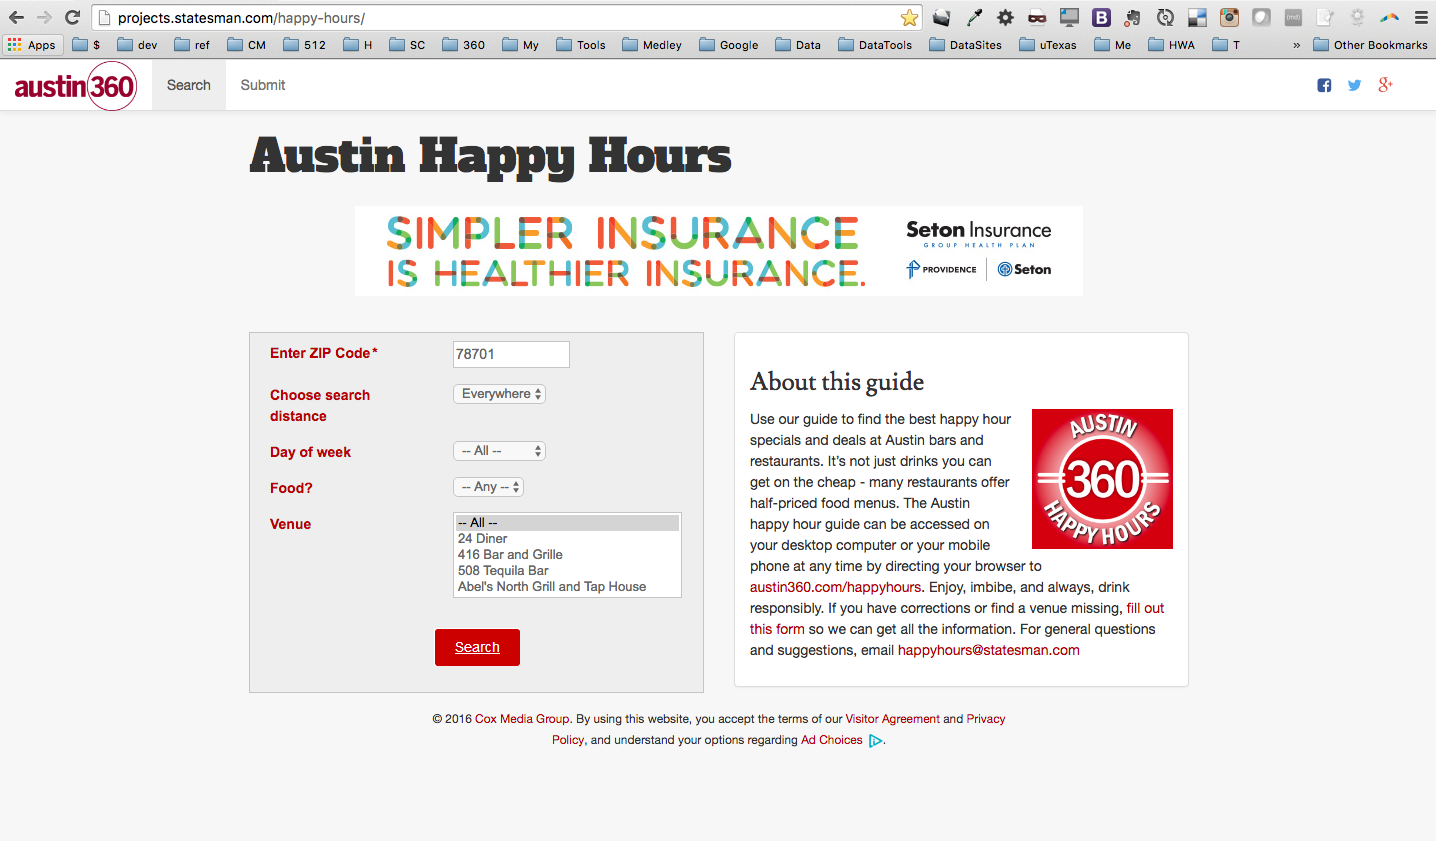 projects.statesman.com/happy-hours/
Apps $ dev ref CM 512 H SC 360 My Tools Medley Google Data DataTools DataSites uTexas Me HWA T » Other Bookmarks
austin360 Search Submit
Austin Happy Hours
SIMPLER INSURANCE
IS HEALTHIER INSURANCE.
Seton Insurance
GROUP HEALTH PLAN
PROVIDENCE Seton
Enter ZIP Code* 78701
Choose search
distance
Everywhere
Day of week -- All --
Food? -- Any --
Venue
-- All --
24 Diner
416 Bar and Grille
508 Tequila Bar
Abel's North Grill and Tap House
Search
About this guide
Use our guide to find the best happy hour
specials and deals at Austin bars and
restaurants. It’s not just drinks you can
get on the cheap - many restaurants offer
half-priced food menus. The Austin
happy hour guide can be accessed on
your desktop computer or your mobile
phone at any time by directing your browser to
austin360.com/happyhours. Enjoy, imbibe, and always, drink
responsibly. If you have corrections or find a venue missing, fill out
this form so we can get all the information. For general questions
and suggestions, email happyhours@statesman.com
AUSTIN
360
HAPPY HOURS
© 2016 Cox Media Group. By using this website, you accept the terms of our Visitor Agreement and Privacy
Policy, and understand your options regarding Ad Choices .